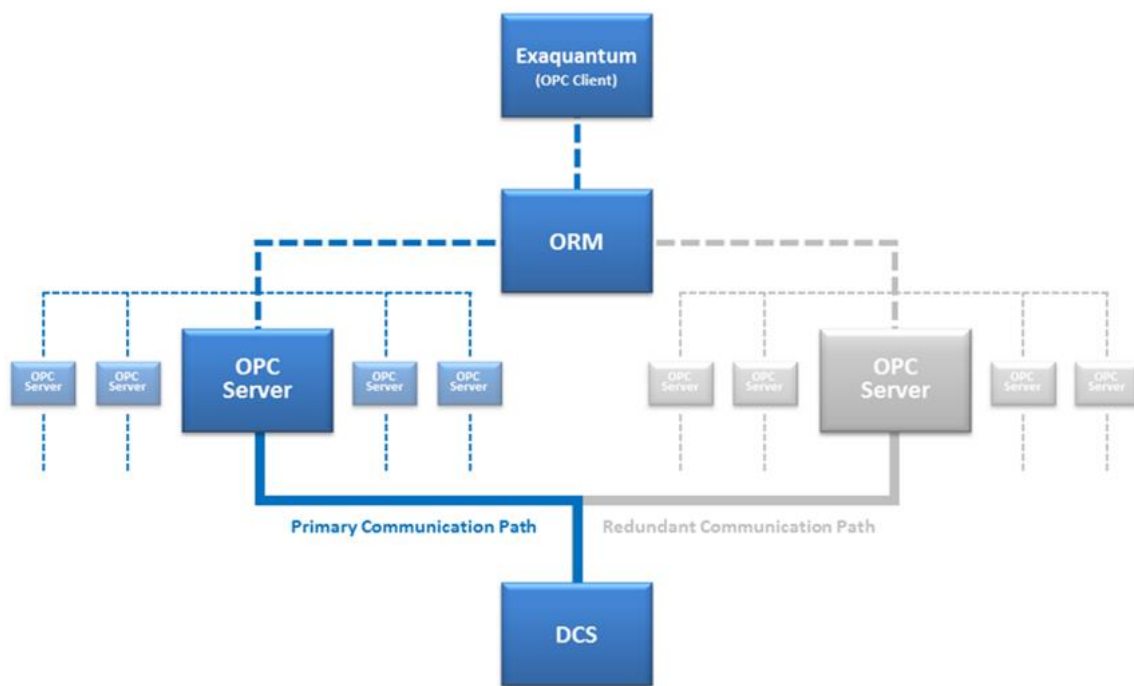 Exaquantum
(OPC Client)
ORM
OPC
Server
OPC
Server
OPC
Server
OPC
Server
OPC
Server
OPC
Server
OPC
Server
OPC
Server
OPC
Server
OPC
Server
Primary Communication Path
Redundant Communication Path
DCS